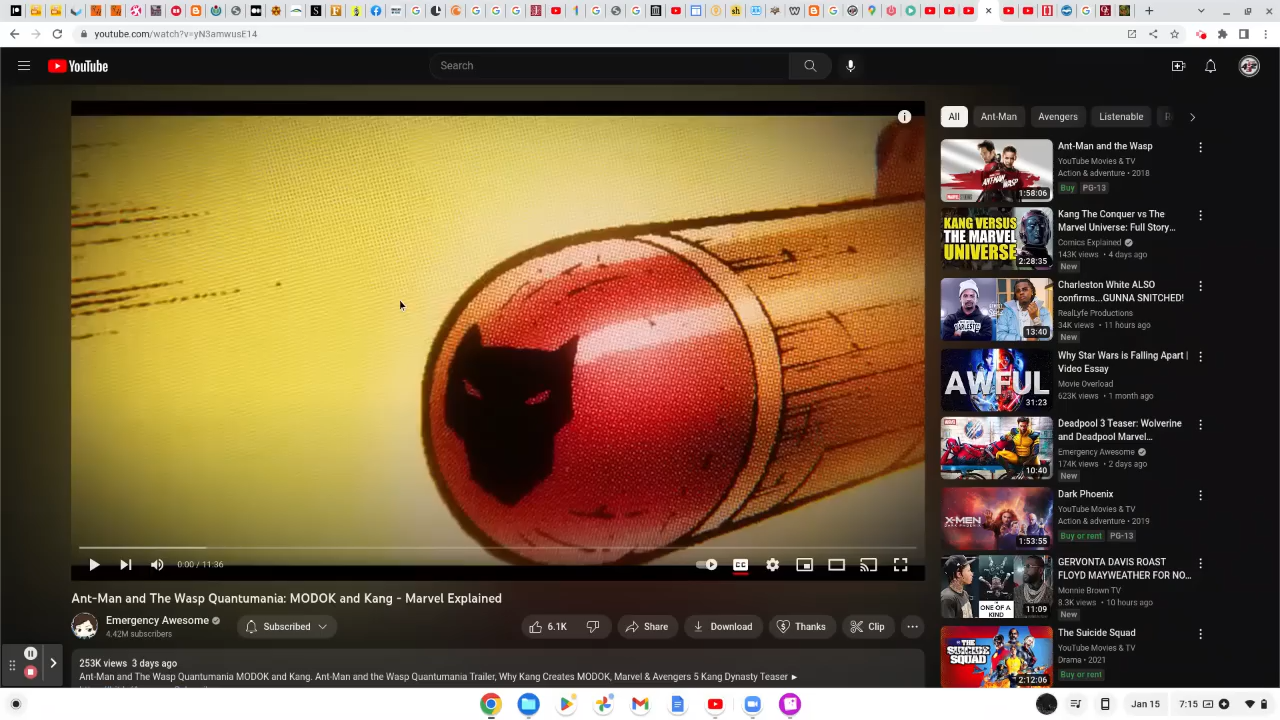 youtube.com/watch?v=yN3amwusE14
YouTube
Search
All
Ant-Man
Avengers
Listenable
Ant-Man and the Wasp
YouTube Movies & TV
Action & adventure • 2018
Buy
PG-13
1:58:06
KANG VERSUS
THE MARVEL
UNIVERSE
2:28:35
Kang The Conquer vs The
Marvel Universe: Full Story...
Comics Explained
143K views • 4 days ago
New
Charleston White ALSO
confirms...GUNNA SNITCHED!
RealLyfe Productions
34K views • 11 hours ago
New
13:40
Why Star Wars is Falling Apart |
Video Essay
Movie Overload
623K views • 1 month ago
AWFUL
31:23
Deadpool 3 Teaser: Wolverine
and Deadpool Marvel...
Emergency Awesome
174K views • 2 days ago
New
10:40
Dark Phoenix
YouTube Movies & TV
Action & adventure • 2019
Buy or rent
PG-13
X-MEN
DARK PHOENIX
1:53:55
GERVONTA DAVIS ROAST
FLOYD MAYWEATHER FOR NO...
Monnie Brown TV
8.3K views • 10 hours ago
New
ONE OF A
KIND
11:09
The Suicide Squad
YouTube Movies & TV
Drama • 2021
Buy or rent
THE
SUICIDE
SQUAD
2:12:06
0:00 / 11:36
CC
Ant-Man and The Wasp Quantumania: MODOK and Kang - Marvel Explained
Emergency Awesome
4.42M subscribers
Subscribed
6.1K
Share
Download
Thanks
Clip
253K views 3 days ago
Ant-Man and The Wasp Quantumania MODOK and Kang. Ant-Man and the Wasp Quantumania Trailer, Why Kang Creates MODOK, Marvel & Avengers 5 Kang Dynasty Teaser ►
Jan 15
7:15